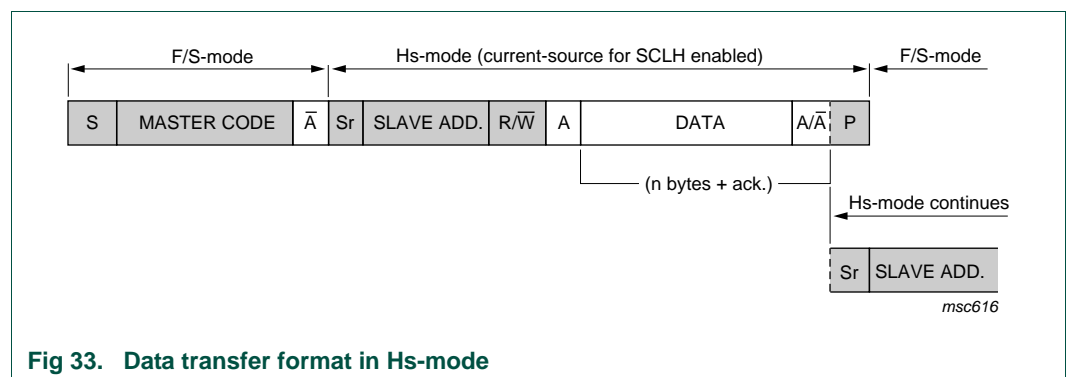 F/S-mode Hs-mode (current-source for SCLH enabled) F/S-mode
S MASTER CODE A̅ Sr SLAVE ADD. R/W̅ A DATA A/A̅ P
(n bytes + ack.)
Hs-mode continues
Sr SLAVE ADD.
msc616
Fig 33. Data transfer format in Hs-mode